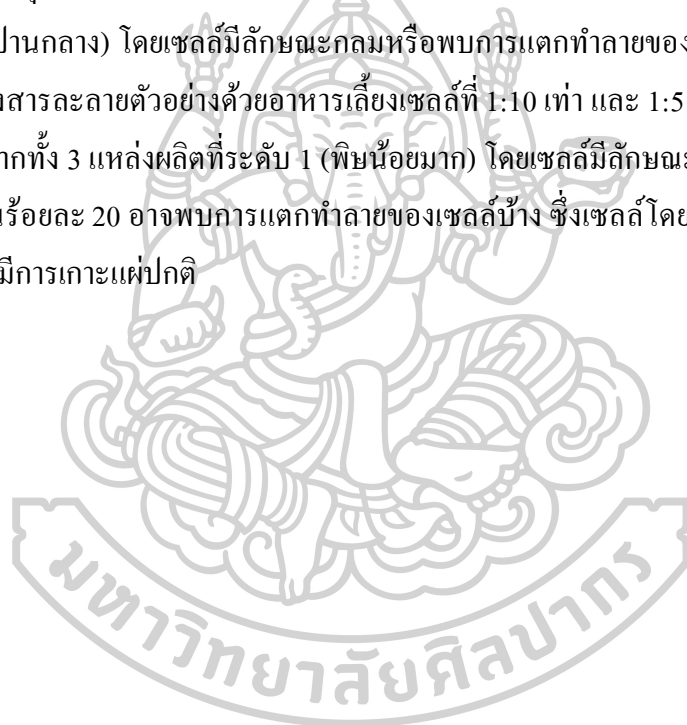 ปานกลาง) โดยเซลล์มีลักษณะกลมหรือพบการแตกทำลายของ
งสารละลายตัวอย่างด้วยอาหารเลี้ยงเซลล์ที่ 1:10 เท่า และ 1:5
ากทั้ง 3 แหล่งผลิตที่ระดับ 1 (พิษน้อยมาก) โดยเซลล์มีลักษณะ
ร้อยละ 20 อาจพบการแตกทำลายของเซลล์บ้าง ซึ่งเซลล์โดย
มีการเกาะแผ่ปกติ
มหาวิทยาลัยศิลปากร